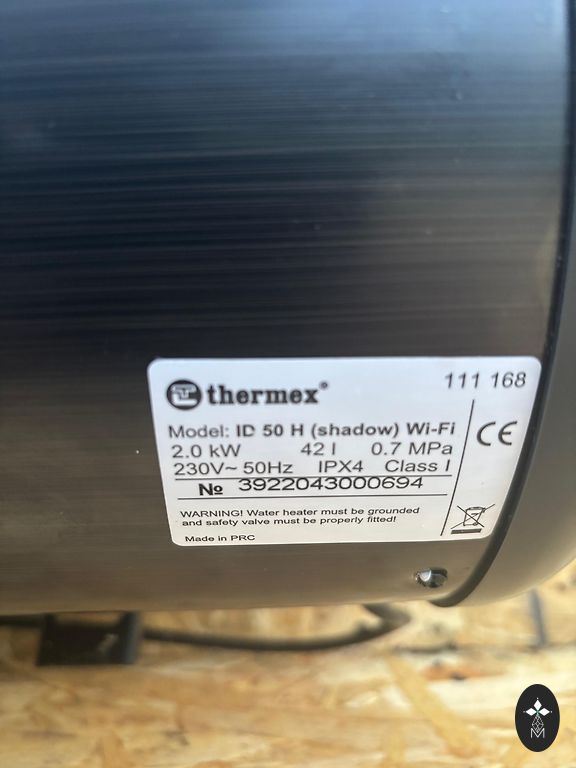 thermex®
111 168
Model: ID 50 H (shadow) Wi-Fi
2.0 kW 42 l 0.7 MPa
230V~ 50Hz IPX4 Class I
№ 3922043000694
WARNING! Water heater must be grounded
and safety valve must be properly fitted!
Made in PRC
CE
M